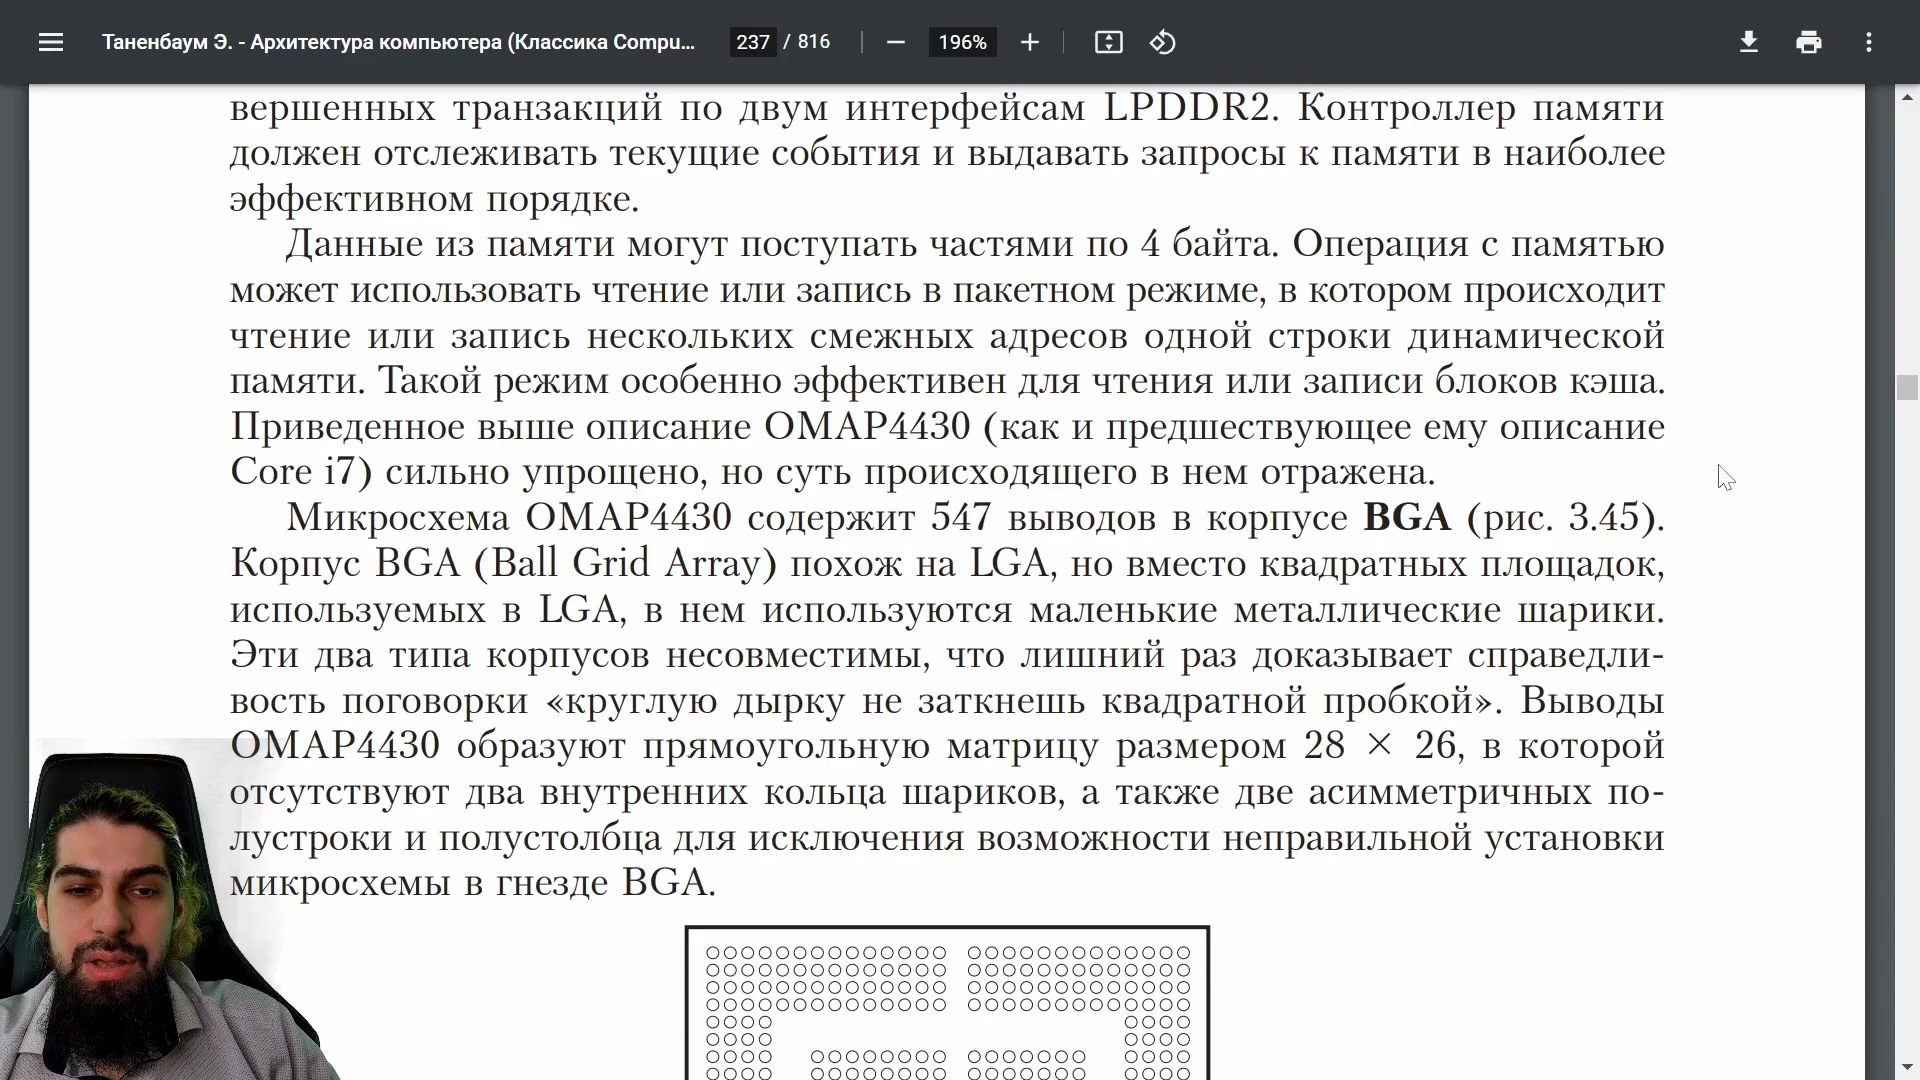 Таненбаум Э. - Архитектура компьютера (Классика Compu... 237 / 816 196%
вершенных транзакций по двум интерфейсам LPDDR2. Контроллер памяти
должен отслеживать текущие события и выдавать запросы к памяти в наиболее
эффективном порядке.
Данные из памяти могут поступать частями по 4 байта. Операция с памятью
может использовать чтение или запись в пакетном режиме, в котором происходит
чтение или запись нескольких смежных адресов одной строки динамической
памяти. Такой режим особенно эффективен для чтения или записи блоков кэша.
Приведенное выше описание OMAP4430 (как и предшествующее ему описание
Core i7) сильно упрощено, но суть происходящего в нем отражена.
Микросхема OMAP4430 содержит 547 выводов в корпусе BGA (рис. 3.45).
Корпус BGA (Ball Grid Array) похож на LGA, но вместо квадратных площадок,
используемых в LGA, в нем используются маленькие металлические шарики.
Эти два типа корпусов несовместимы, что лишний раз доказывает справедли-
вость поговорки «круглую дырку не заткнешь квадратной пробкой». Выводы
OMAP4430 образуют прямоугольную матрицу размером 28 × 26, в которой
отсутствуют два внутренних кольца шариков, а также две асимметричных по-
лустроки и полустолбца для исключения возможности неправильной установки
микросхемы в гнезде BGA.